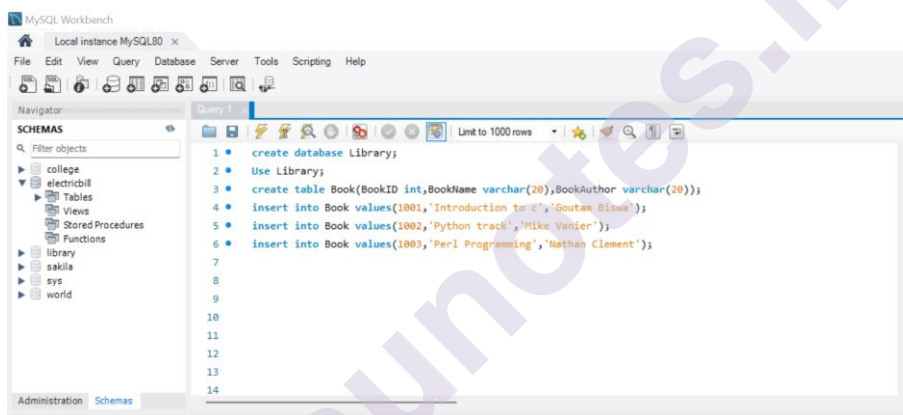 MySQL Workbench
Local instance MySQL80 ×
File Edit View Query Database Server Tools Scripting Help
Navigator
Query 1 ×
SCHEMAS
Limit to 1000 rows
Filter objects
college
electricbill
Tables
Views
Stored Procedures
Functions
library
sakila
sys
world
1 create database Library;
2 Use Library;
3 create table Book(BookID int,BookName varchar(20),BookAuthor varchar(20));
4 insert into Book values(1001,'Introduction to c','Goutam Biswa');
5 insert into Book values(1002,'Python track','Mike Vanier');
6 insert into Book values(1003,'Perl Programming','Nathan Clement');
7
8
9
10
11
12
13
14
Administration Schemas
unotes.